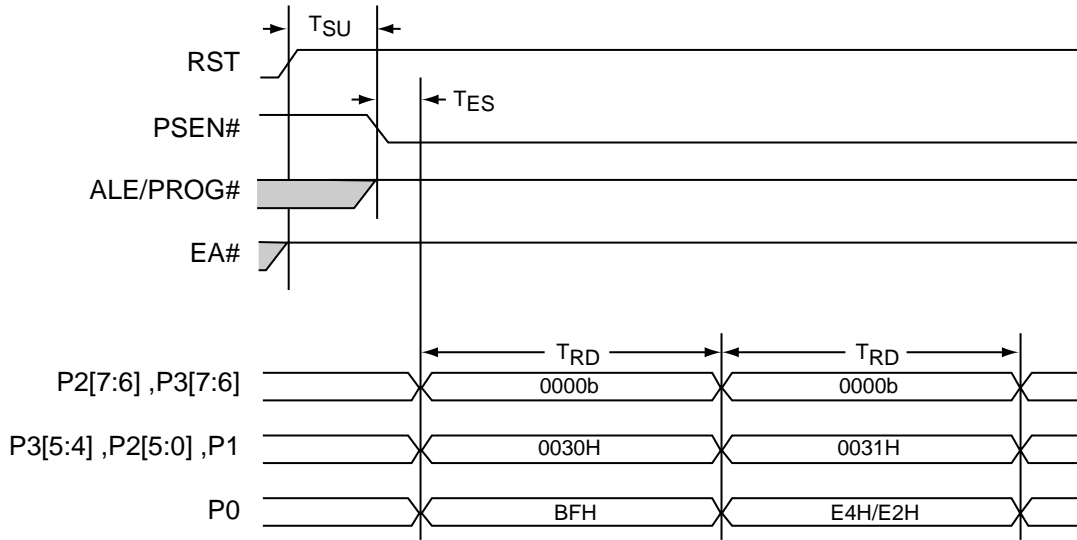 TSU
RST
TES
PSEN#
ALE/PROG#
EA#
TRD TRD
P2[7:6] ,P3[7:6] 0000b 0000b
P3[5:4] ,P2[5:0] ,P1 0030H 0031H
P0 BFH E4H/E2H